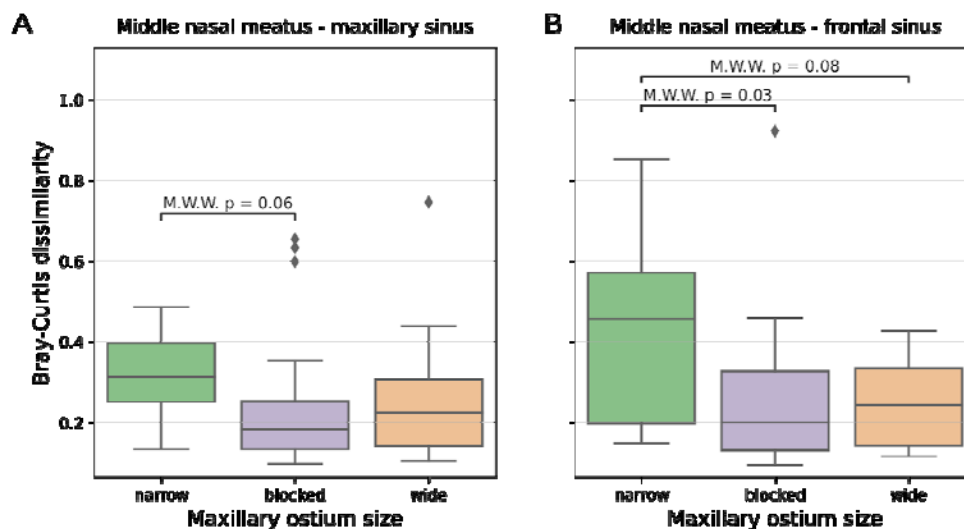 A
Middle nasal meatus - maxillary sinus
B
Middle nasal meatus - frontal sinus
Bray-Curtis dissimilarity
1.0
0.8
0.6
0.4
0.2
M.W.W. p = 0.06
M.W.W. p = 0.08
M.W.W. p = 0.03
narrow
blocked
wide
Maxillary ostium size
narrow
blocked
wide
Maxillary ostium size